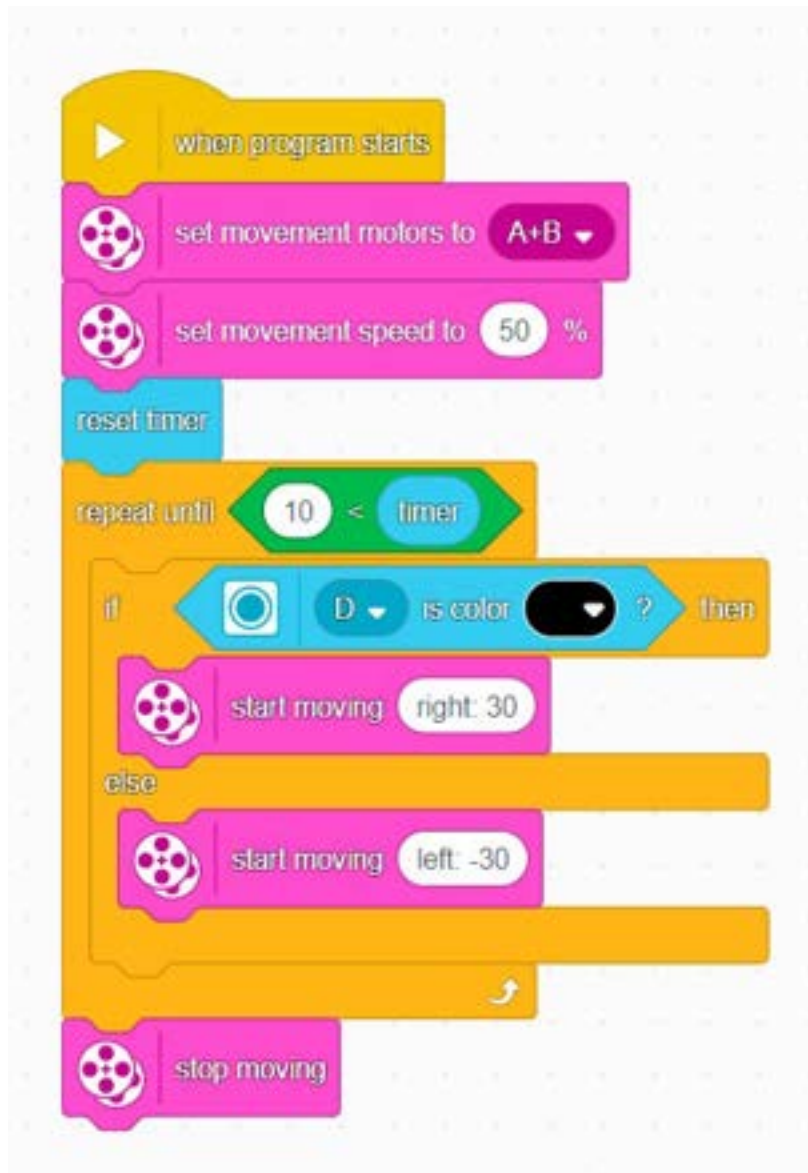 when program starts
set movement motors to A+B
set movement speed to 50 %
reset timer
repeat until 10 < timer
if D is color ? then
start moving right: 30
else
start moving left: -30
stop moving